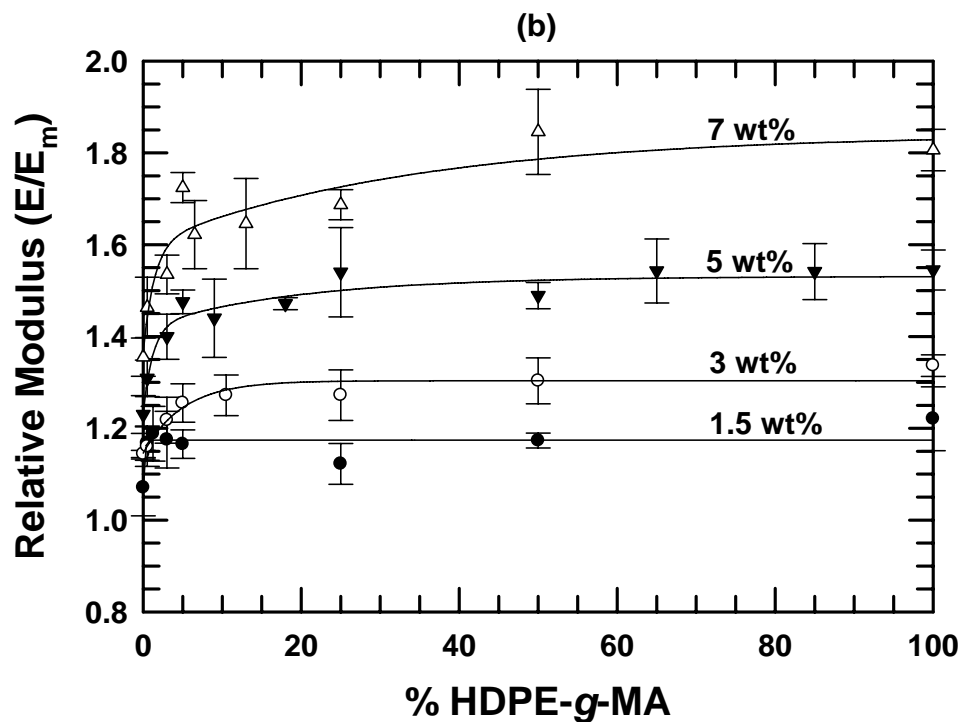 (b)
Relative Modulus (E/Em)
2.0
1.8
1.6
1.4
1.2
1.0
0.8
7 wt%
5 wt%
3 wt%
1.5 wt%
0 20 40 60 80 100
% HDPE-g-MA